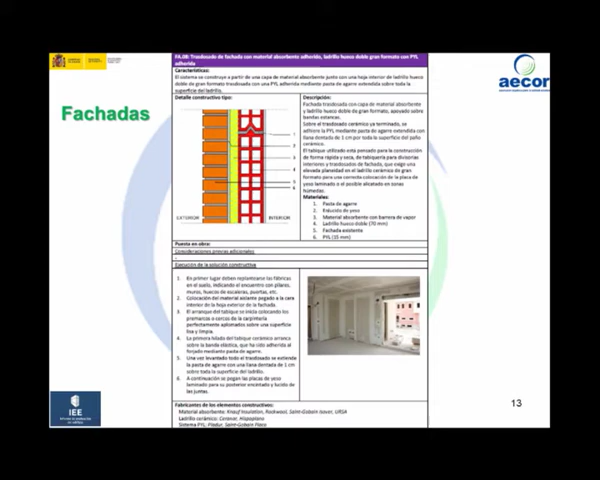 FA.08: Trasdosado de fachada con material absorbente adherido, ladrillo hueco doble gran formato con PYL
adherida
aecor
Fachadas
Características:
El sistema se construye a partir de una capa de material absorbente junto con una hoja interior de ladrillo hueco
doble de gran formato trasdosada con una PYL adherida mediante pasta de agarre extendida sobre toda la
superficie del ladrillo.
Detalle constructivo tipo:
EXTERIOR
INTERIOR
1
2
3
4
5
6
Descripción:
Fachada trasdosada con capa de material absorbente
y ladrillo hueco doble de gran formato, apoyado sobre
bandas estancas.
Sobre el trasdosado cerámico ya terminado, se
adhiere la PYL mediante pasta de agarre extendida con
llana dentada de 1 cm por toda la superficie del paño
cerámico.
El tabique utilizado está pensado para la construcción
de forma rápida y seca, de tabiquería para divisorias
interiores y trasdosados de fachada, que exige una
elevada planeidad en el ladrillo cerámico de gran
formato para una correcta colocación de la placa de
yeso laminado o el posible alicatado en zonas
húmedas.
Materiales:
1. Pasta de agarre
2. Enlucido de yeso
3. Material absorbente con barrera de vapor
4. Ladrillo hueco doble (70 mm)
5. Fachada existente
6. PYL (15 mm)
Puesta en obra:
Consideraciones previas adicionales
-
Ejecución de la solución constructiva
1. En primer lugar deben replantearse las fábricas
en el suelo, indicando el encuentro con pilares,
muros, huecos de escaleras, puertas, etc.
2. Colocación del material aislante pegado a la cara
interior de la hoja exterior de la fachada.
3. El arranque del tabique se inicia colocando los
premarcos o cercos de la carpintería
perfectamente aplomados sobre una superficie
lisa y limpia.
4. La primera hilada del tabique cerámico arranca
sobre la banda elástica, que ha sido adherida al
forjado mediante pasta de agarre.
5. Una vez levantado todo el trasdosado se extiende
la pasta de agarre con una llana dentada de 1 cm
sobre toda la superficie del ladrillo.
6. A continuación se pegan las placas de yeso
laminado para su posterior encintado y lucido de
las juntas.
Fabricantes de los elementos constructivos:
Material absorbente: Knauf Insulation, Rockwool, Saint-Gobain Isover, URSA
Ladrillo cerámico: Ceranor, Hispaplano
Sistema PYL: Pladur, Saint-Gobain Placo
IEE
13